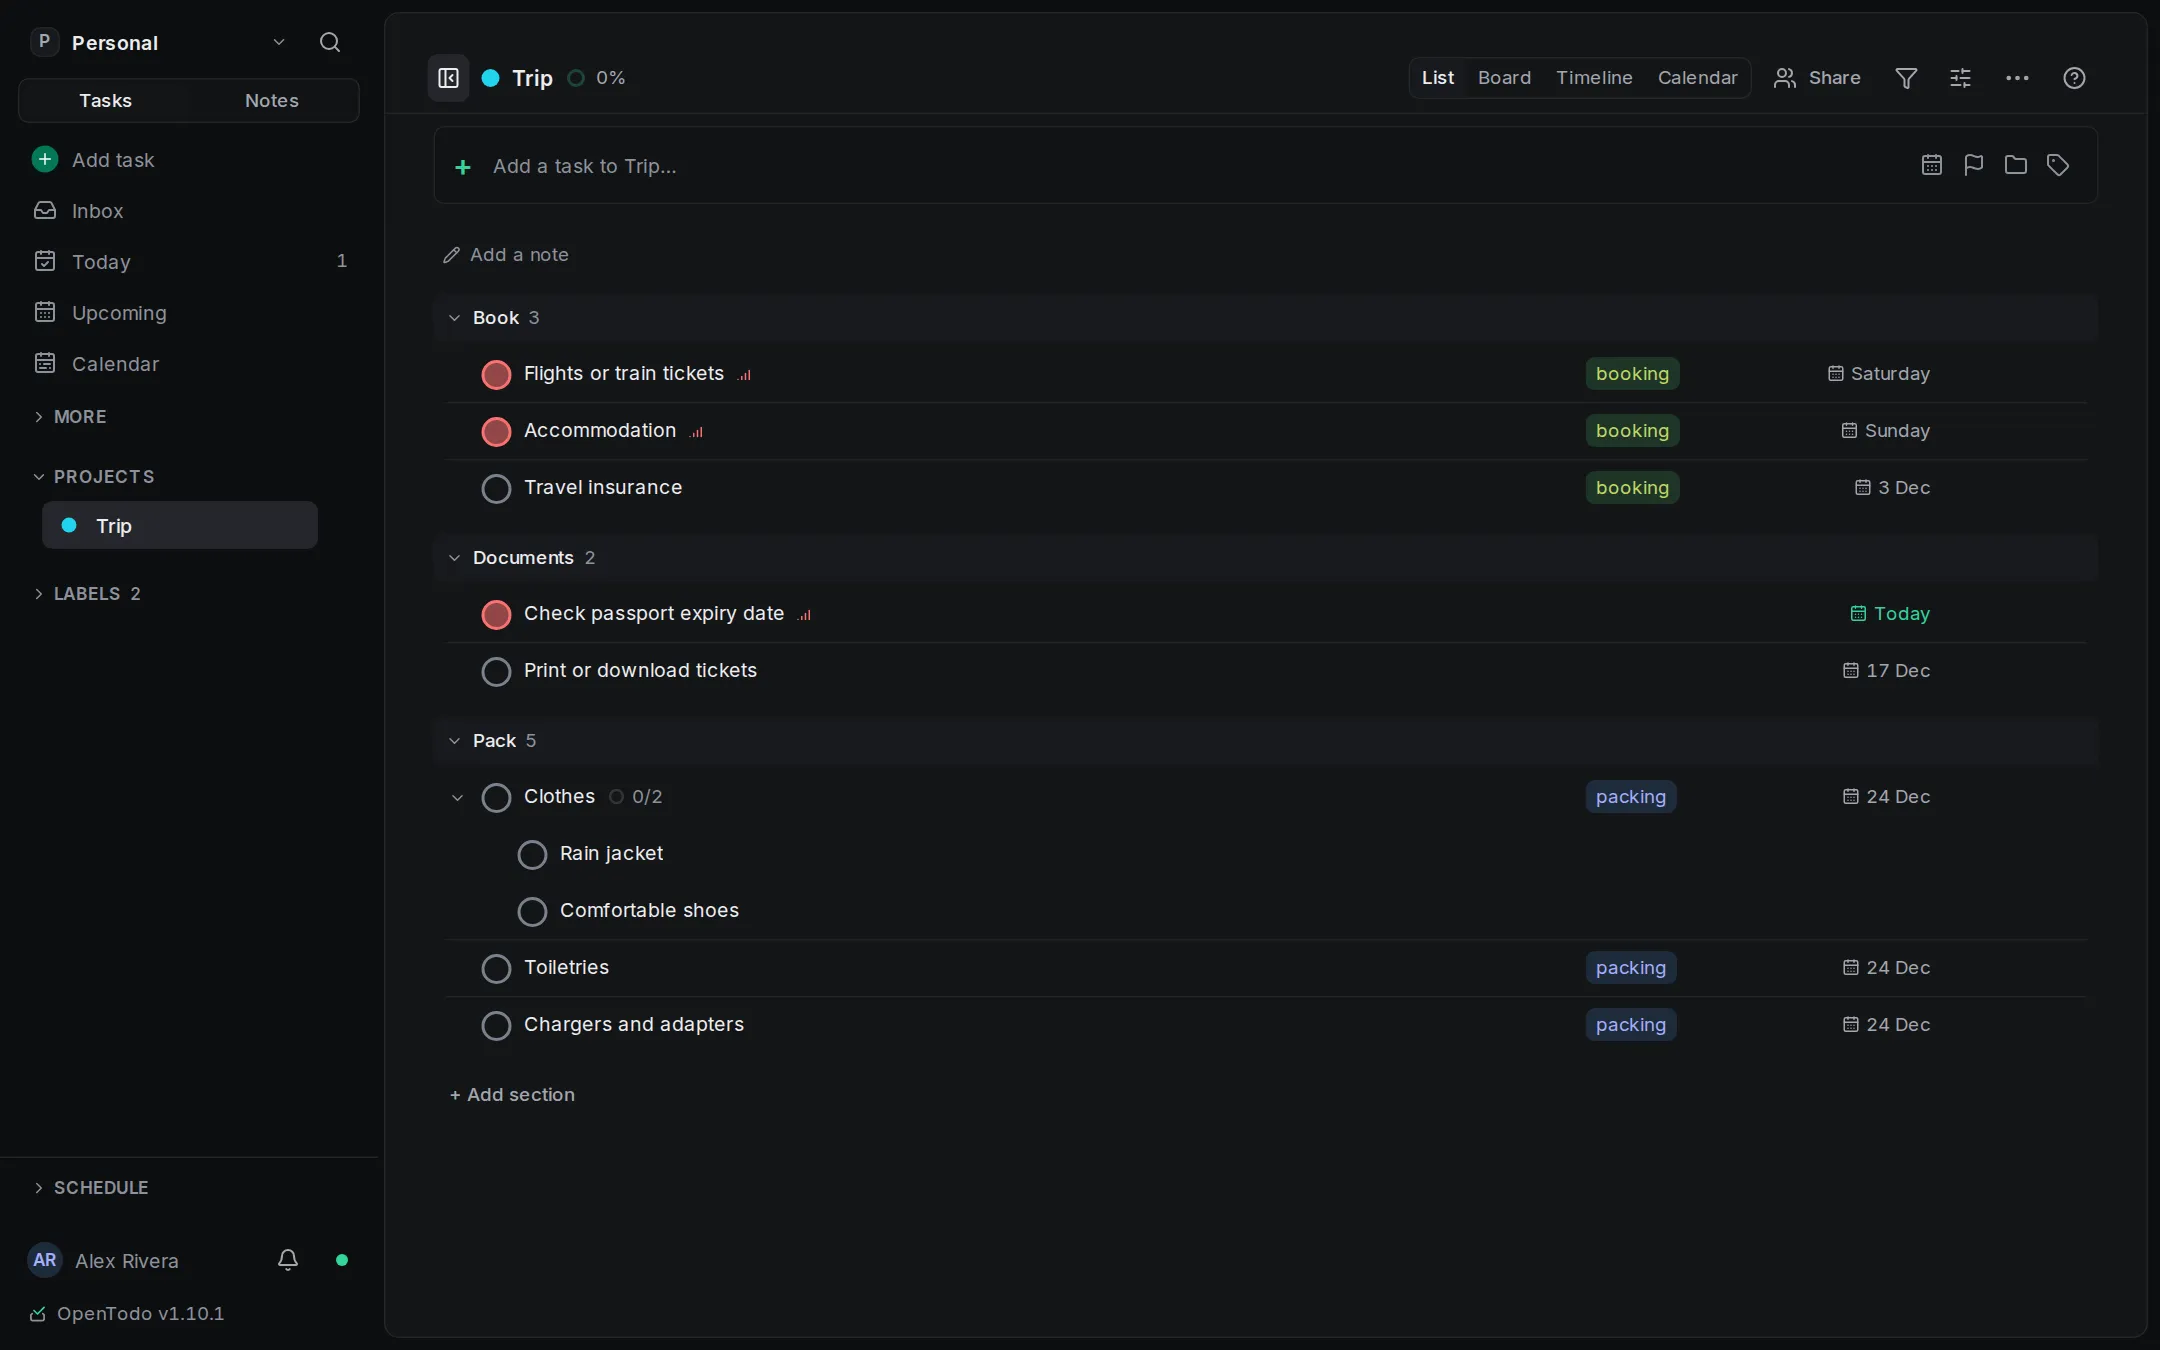 P Personal
Tasks Notes
Add task
Inbox
Today 1
Upcoming
Calendar
MORE
PROJECTS
Trip
LABELS 2
SCHEDULE
AR Alex Rivera
OpenTodo v1.10.1
Trip 0% List Board Timeline Calendar Share
Add a task to Trip...
Add a note
Book 3
Flights or train tickets booking Saturday
Accommodation booking Sunday
Travel insurance booking 3 Dec
Documents 2
Check passport expiry date Today
Print or download tickets 17 Dec
Pack 5
Clothes 0/2 packing 24 Dec
Rain jacket
Comfortable shoes
Toiletries packing 24 Dec
Chargers and adapters packing 24 Dec
+ Add section